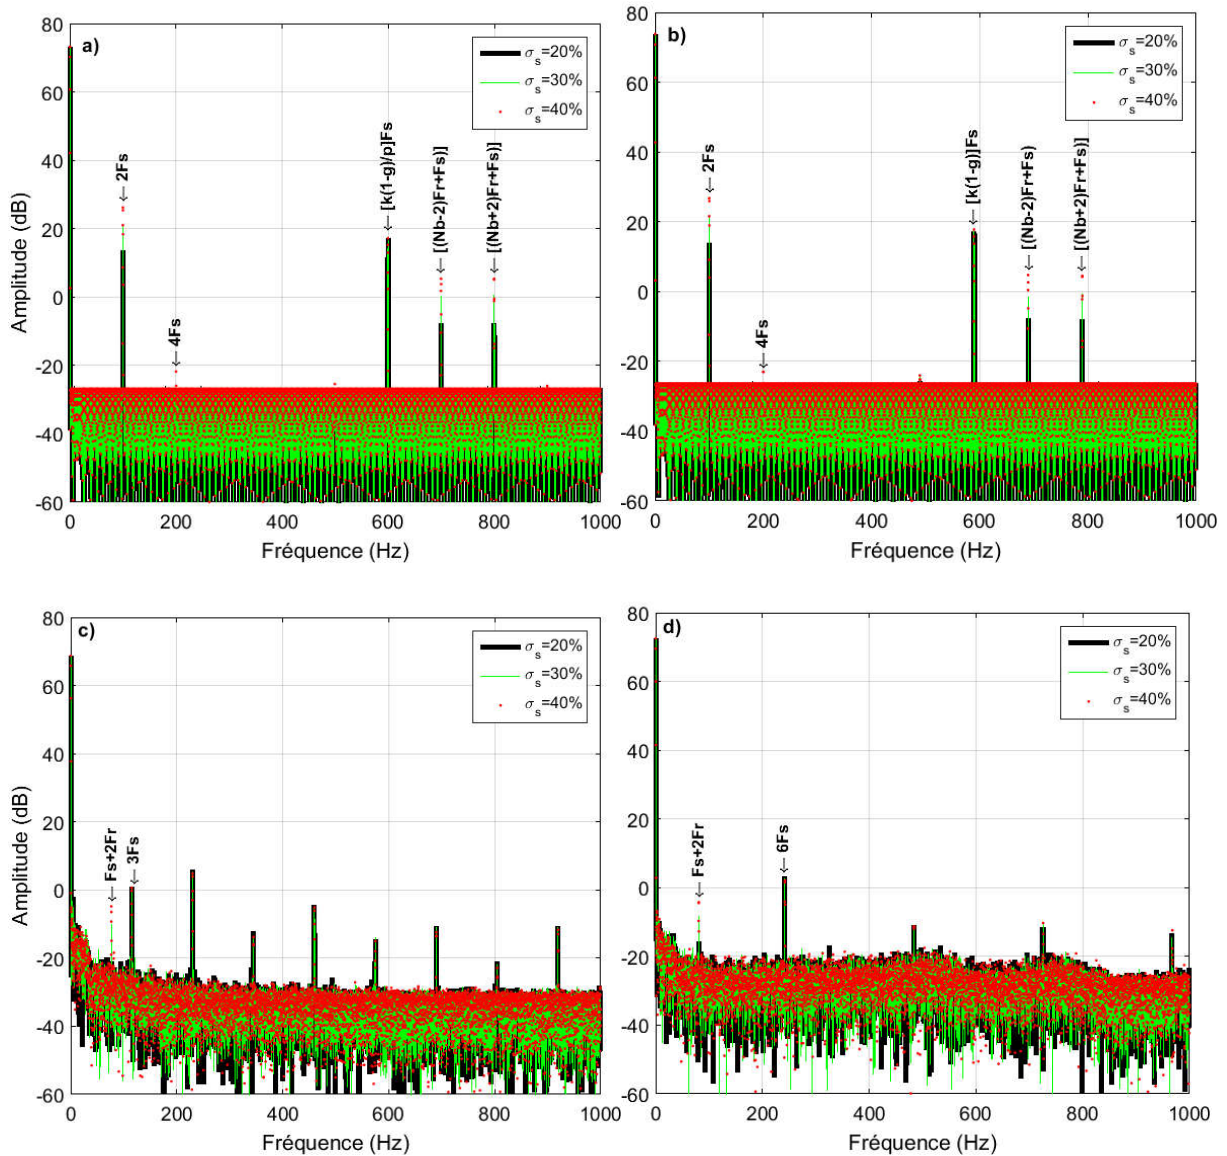 a)
σs=20%
σs=30%
σs=40%
2Fs
4Fs
[k(1-g)/p]Fs
[(Nb-2)Fr+Fs)]
[(Nb+2)Fr+Fs)]
80
60
40
20
0
-20
-40
-60
0
200
400
600
800
1000
Amplitude (dB)
Fréquence (Hz)
b)
σs=20%
σs=30%
σs=40%
2Fs
4Fs
[k(1-g)]Fs
[(Nb-2)Fr+Fs)
[(Nb+2)Fr+Fs)]
80
60
40
20
0
-20
-40
-60
0
200
400
600
800
1000
Fréquence (Hz)
c)
σs=20%
σs=30%
σs=40%
Fs+2Fr
3Fs
80
60
40
20
0
-20
-40
-60
0
200
400
600
800
1000
Amplitude (dB)
Fréquence (Hz)
d)
σs=20%
σs=30%
σs=40%
Fs+2Fr
6Fs
80
60
40
20
0
-20
-40
-60
0
200
400
600
800
1000
Fréquence (Hz)